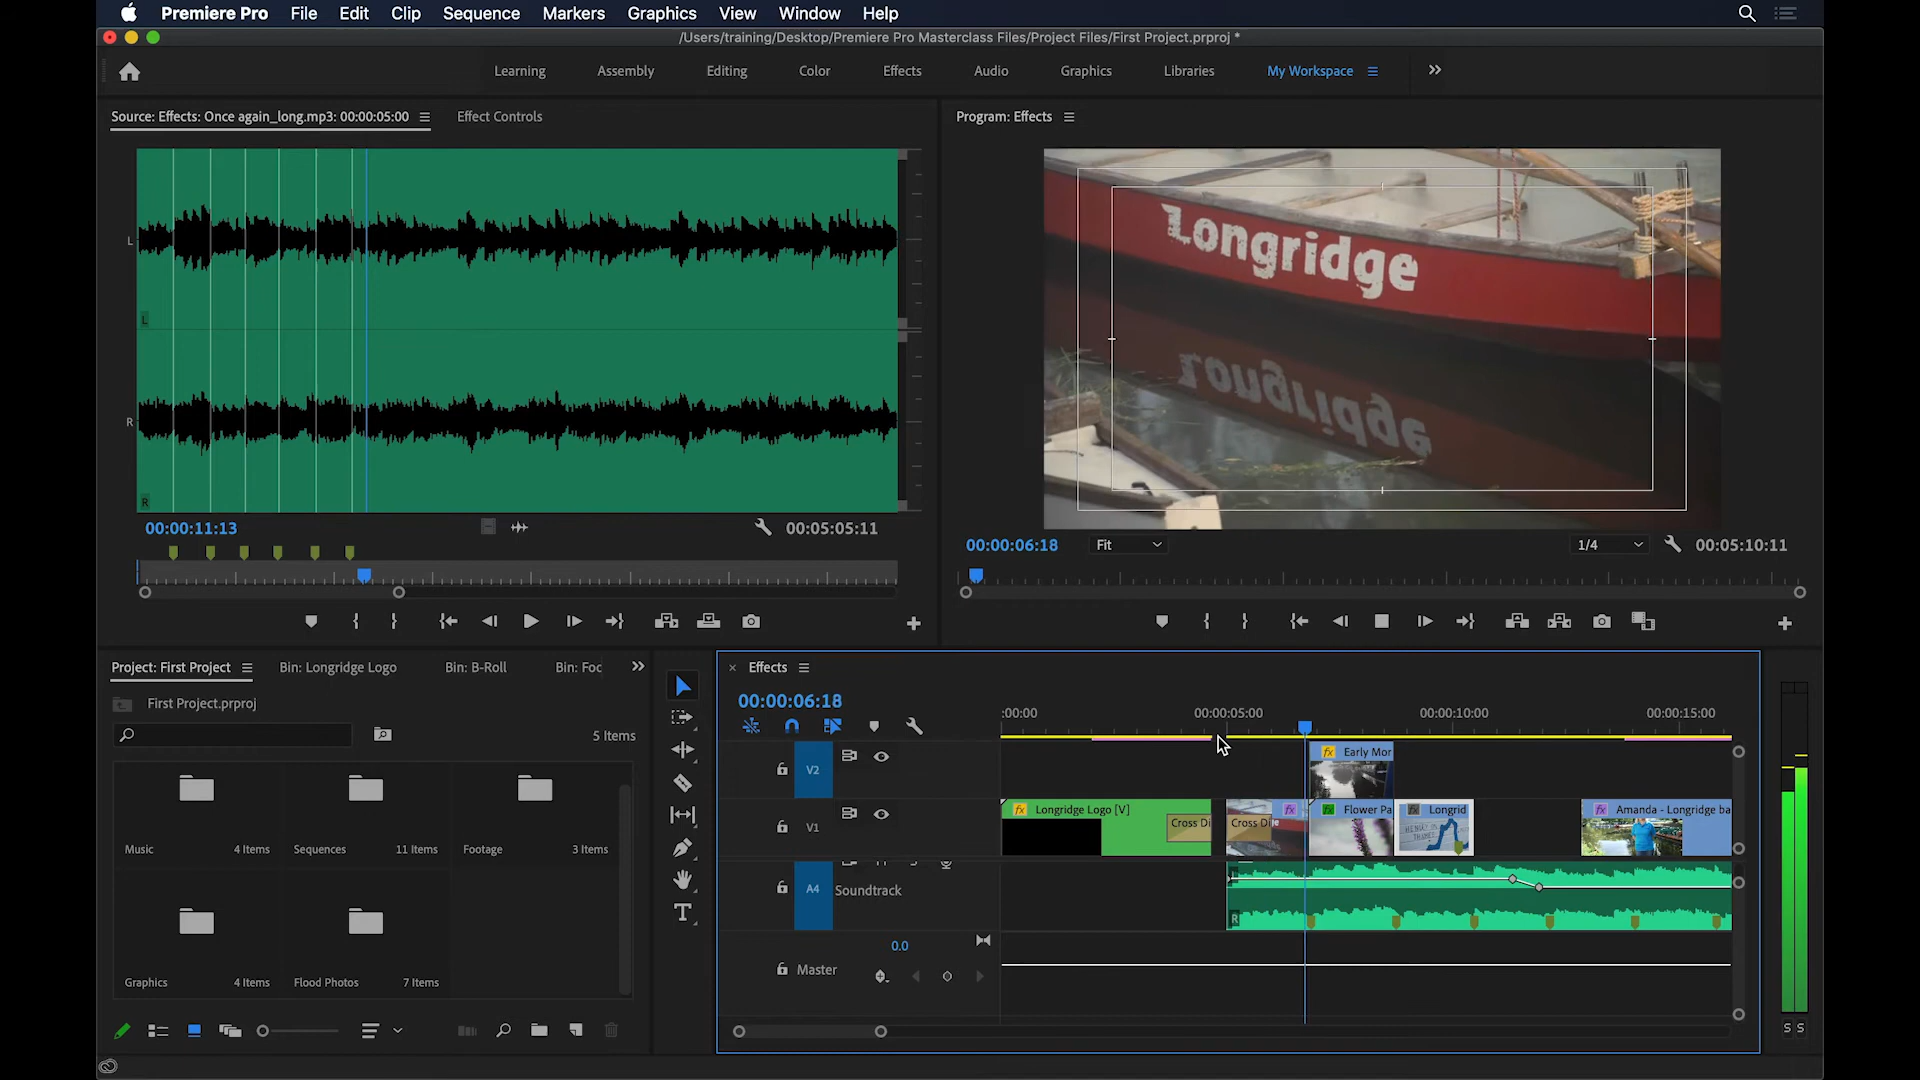 Premiere Pro File Edit Clip Sequence Markers Graphics View Window Help
/Users/training/Desktop/Premiere Pro Masterclass Files/Project Files/First Project.prproj *
Learning Assembly Editing Color Effects Audio Graphics Libraries My Workspace
Source: Effects: Once again_long.mp3: 00:00:05:00 Effect Controls
Program: Effects
Longridge
L
L
R
R
00:00:11:13 00:05:05:11
00:00:06:18 Fit 1/4 00:05:10:11
Project: First Project Bin: Longridge Logo Bin: B-Roll Bin: Foc
First Project.prproj
5 Items
Music 4 Items Sequences 11 Items Footage 3 Items
Graphics 4 Items Flood Photos 7 Items
Effects
00:00:06:18
:00:00 00:00:05:00 00:00:10:00 00:00:15:00
V2 fx Early Mor
V1 fx Longridge Logo [V] Cross Di Cross Di fx fx Flower Pa fx Longrid fx Amanda - Longridge ba
A4 Soundtrack
R
0.0
Master
S S